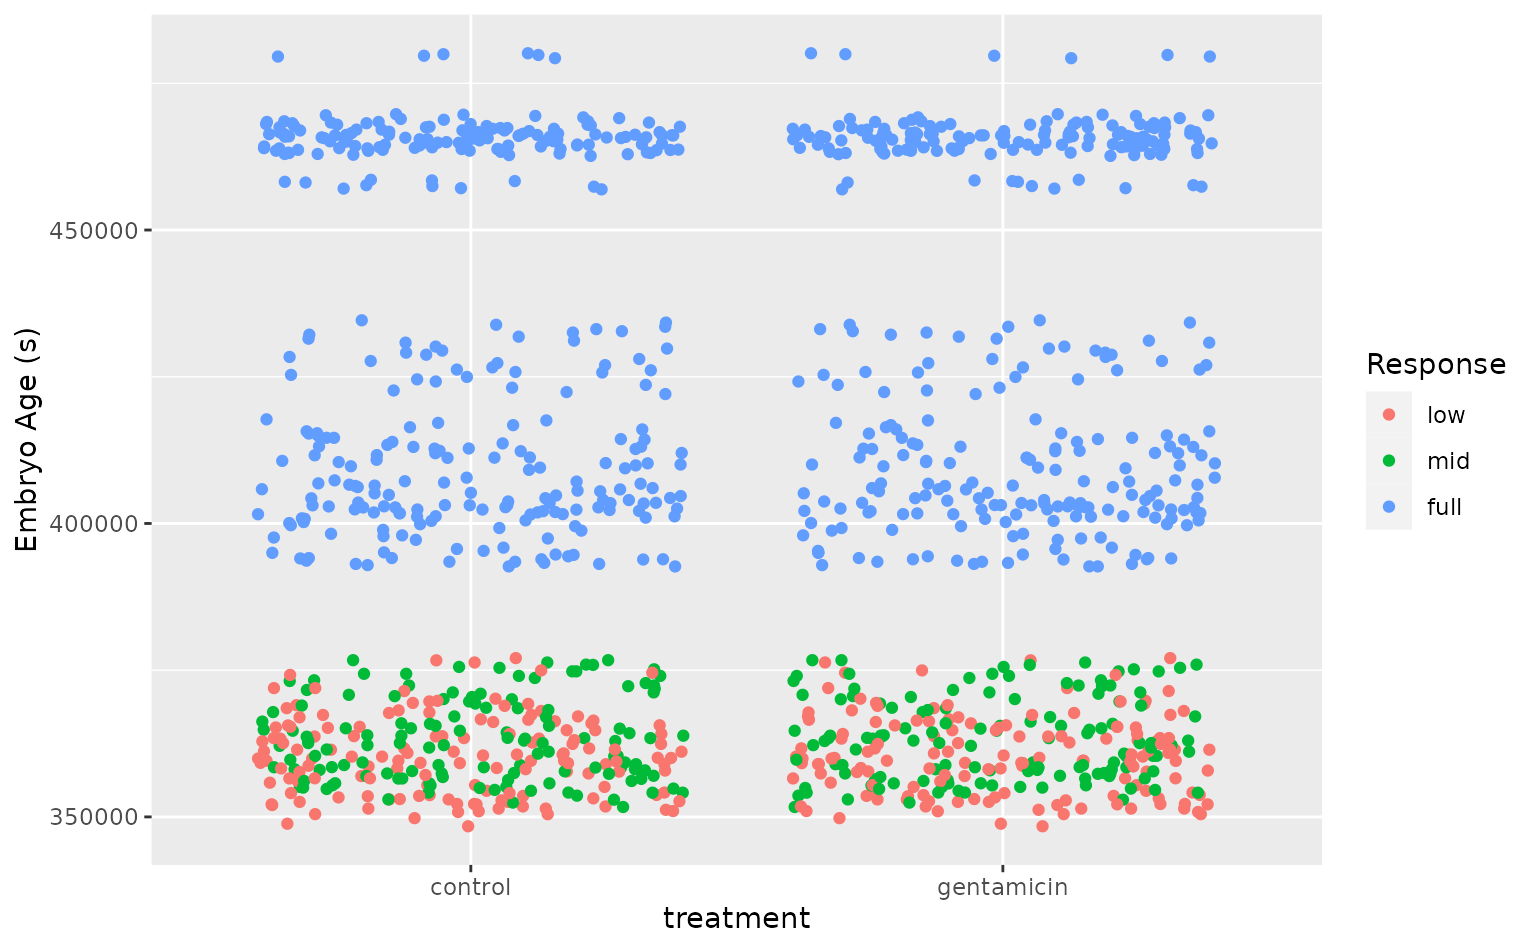 Embryo Age (s)
450000
400000
350000
control
gentamicin
treatment
Response
low
mid
full